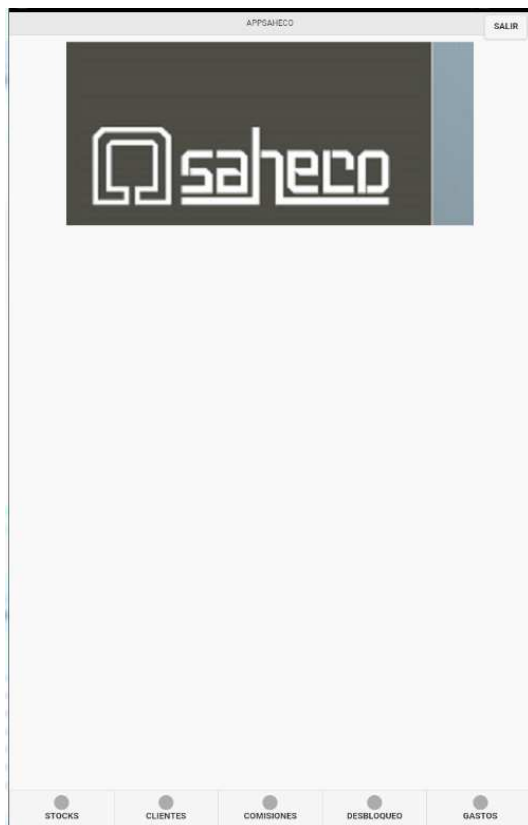 APPSAHECO
SALIR
saheco
STOCKS
CLIENTES
COMISIONES
DESBLOQUEO
GASTOS